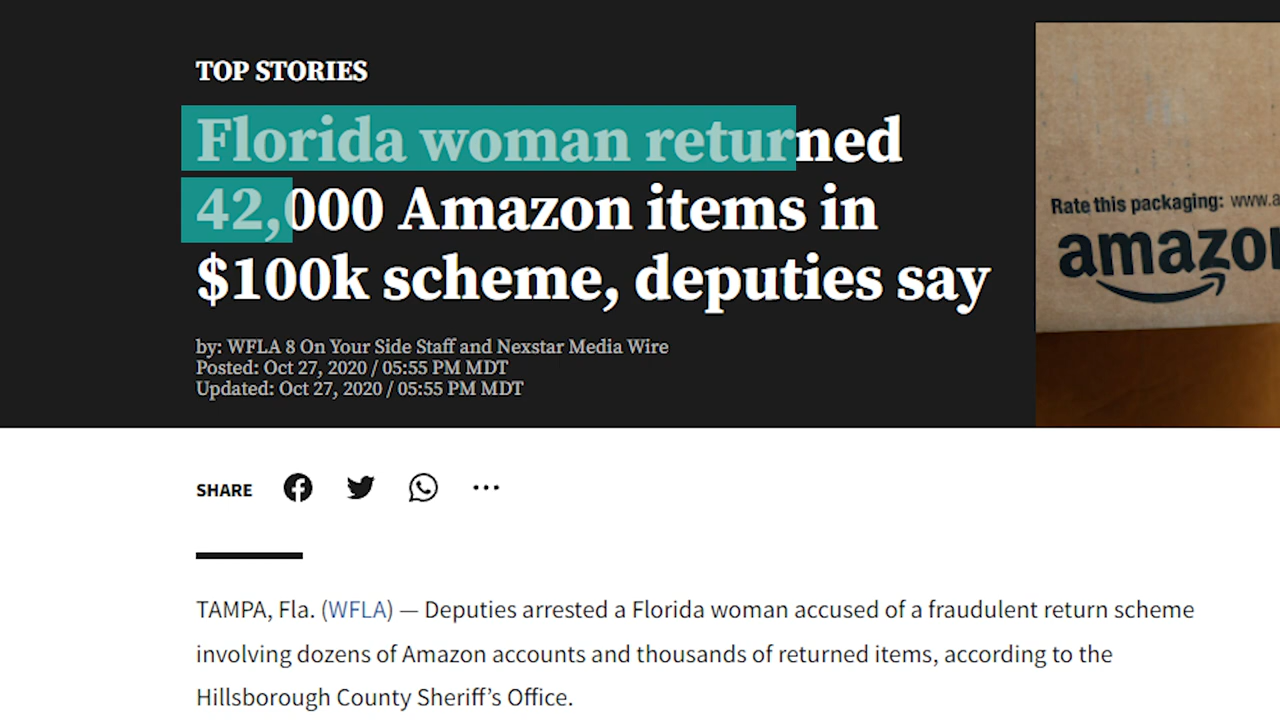 TOP STORIES
Florida woman returned
42,000 Amazon items in
$100k scheme, deputies say
by: WFLA 8 On Your Side Staff and Nexstar Media Wire
Posted: Oct 27, 2020 / 05:55 PM MDT
Updated: Oct 27, 2020 / 05:55 PM MDT
Rate this packaging: www.a
amazon
SHARE
TAMPA, Fla. (WFLA) — Deputies arrested a Florida woman accused of a fraudulent return scheme
involving dozens of Amazon accounts and thousands of returned items, according to the
Hillsborough County Sheriff’s Office.